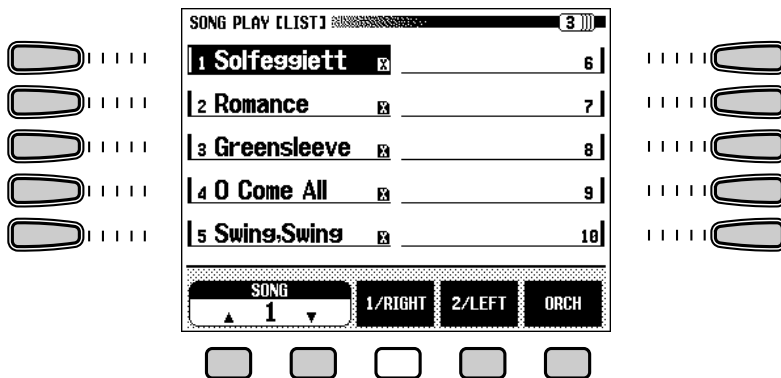 SONG PLAY [LIST] 3
1 Solfeggiett X 6
2 Romance X 7
3 Greensleeve X 8
4 O Come All X 9
5 Swing,Swing X 10
SONG
▲ 1 ▼ 1/RIGHT 2/LEFT ORCH